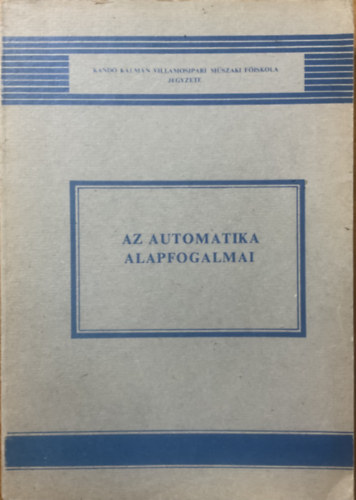 KANDÓ KÁLMÁN VILLAMOSIPARI MŰSZAKI FŐISKOLA
JEGYZETE
AZ AUTOMATIKA
ALAPFOGALMAI